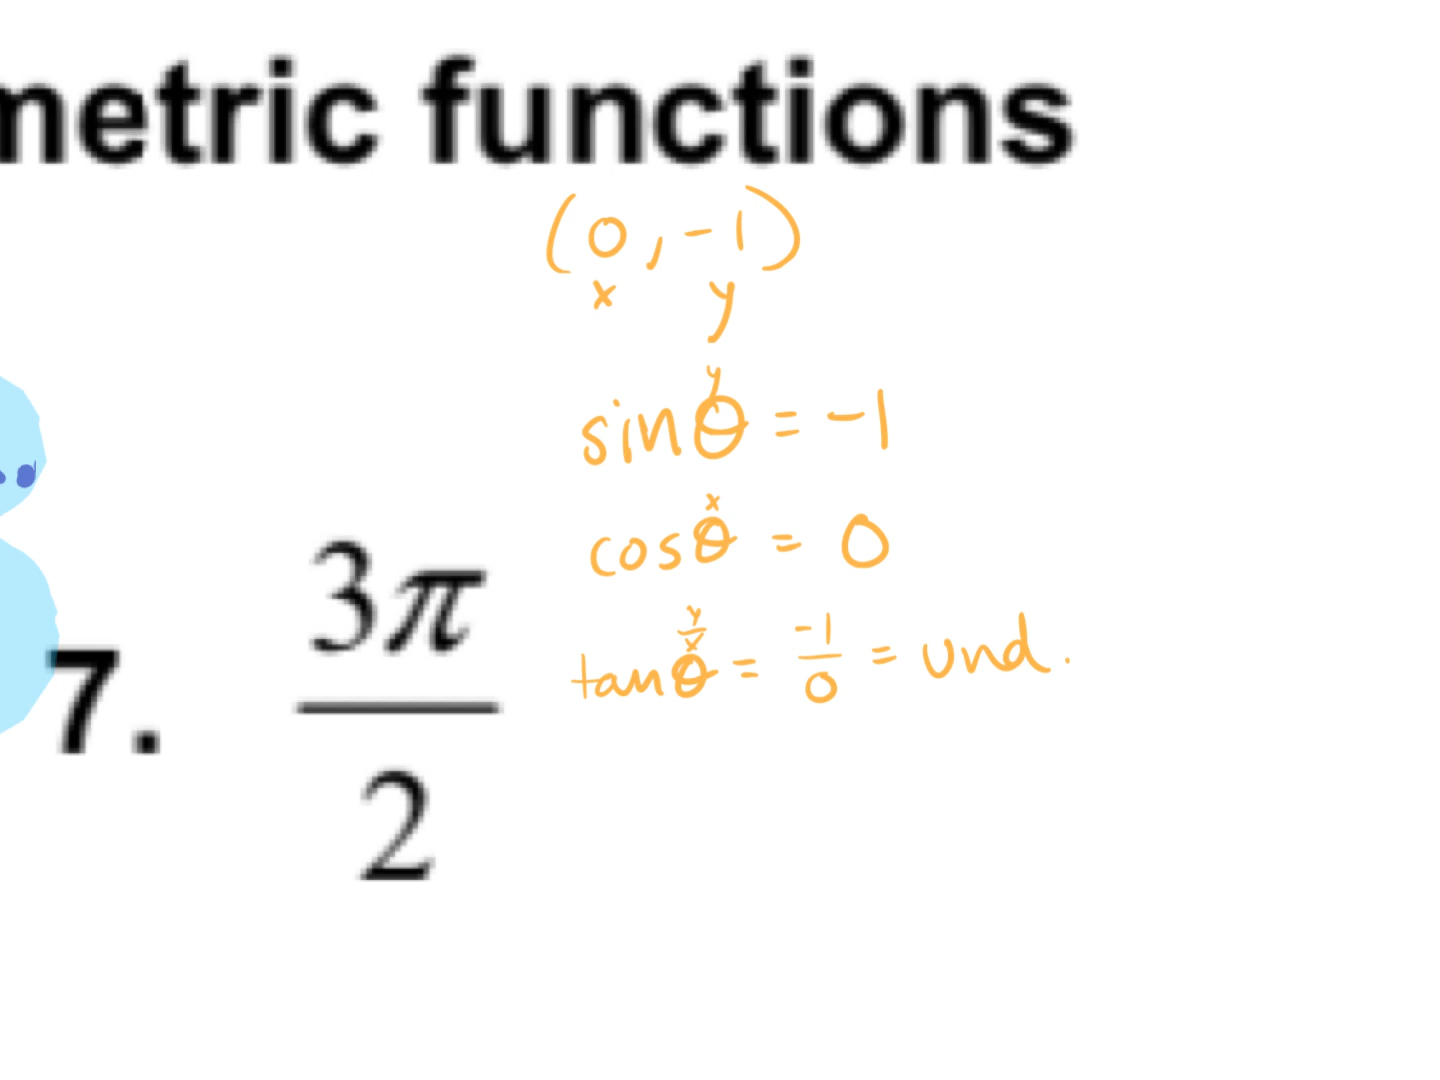 metric functions
(0, -1)
x y
y
sinθ = -1
x
cosθ = 0
y/x
tanθ = -1/0 = und.
7. 3π/2